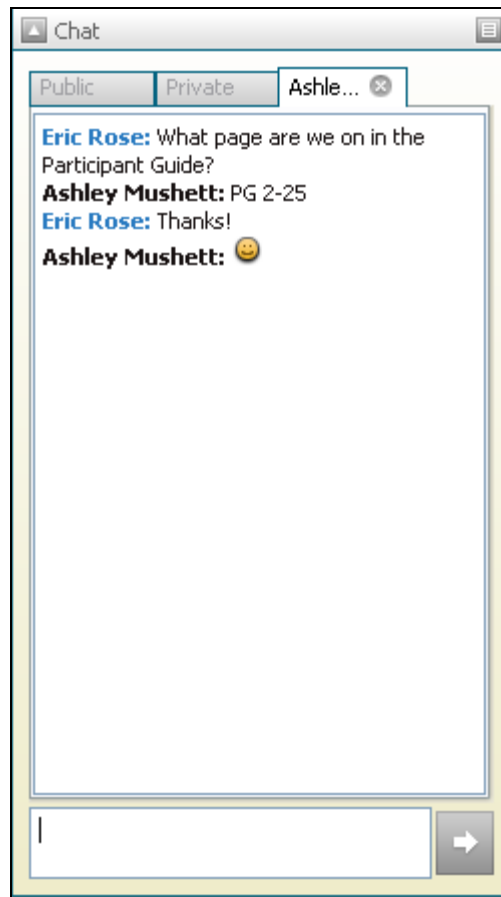 Chat
Public Private Ashle...
Eric Rose: What page are we on in the
Participant Guide?
Ashley Mushett: PG 2-25
Eric Rose: Thanks!
Ashley Mushett: